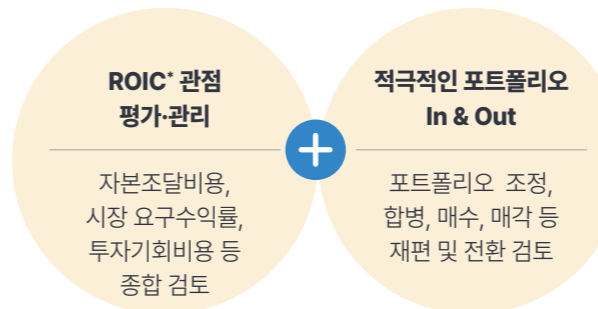 ROIC* 관점
평가·관리
자본조달비용,
시장 요구수익률,
투자기회비용 등
종합 검토
+
적극적인 포트폴리오
In & Out
포트폴리오 조정,
합병, 매수, 매각 등
재편 및 전환 검토